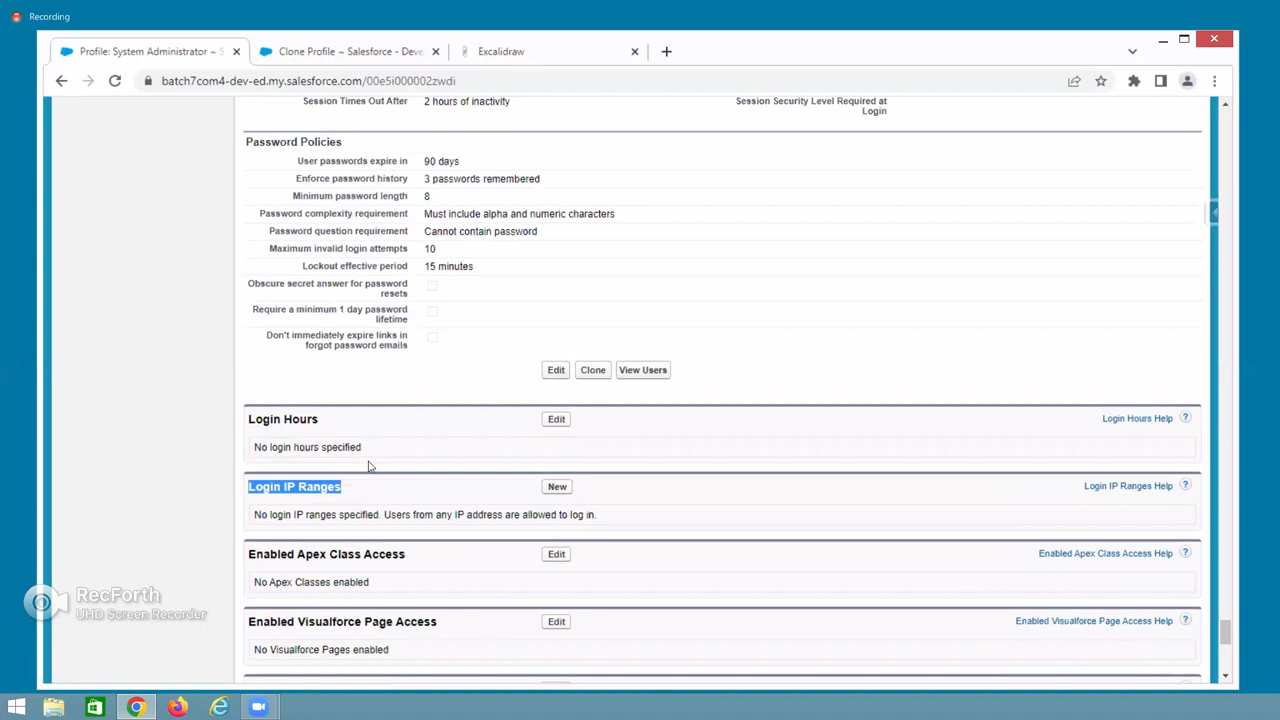 Recording
Profile: System Administrator ~ S
Clone Profile ~ Salesforce - Deve
Excalidraw
batch7com4-dev-ed.my.salesforce.com/00e5i000002zwdi
Session Times Out After 2 hours of inactivity Session Security Level Required at Login
Password Policies
User passwords expire in 90 days
Enforce password history 3 passwords remembered
Minimum password length 8
Password complexity requirement Must include alpha and numeric characters
Password question requirement Cannot contain password
Maximum invalid login attempts 10
Lockout effective period 15 minutes
Obscure secret answer for password
resets
Require a minimum 1 day password
lifetime
Don't immediately expire links in
forgot password emails
Edit Clone View Users
Login Hours Edit Login Hours Help ?
No login hours specified
Login IP Ranges New Login IP Ranges Help ?
No login IP ranges specified. Users from any IP address are allowed to log in.
Enabled Apex Class Access Edit Enabled Apex Class Access Help ?
No Apex Classes enabled
RecForth
UHD Screen Recorder
Enabled Visualforce Page Access Edit Enabled Visualforce Page Access Help ?
No Visualforce Pages enabled